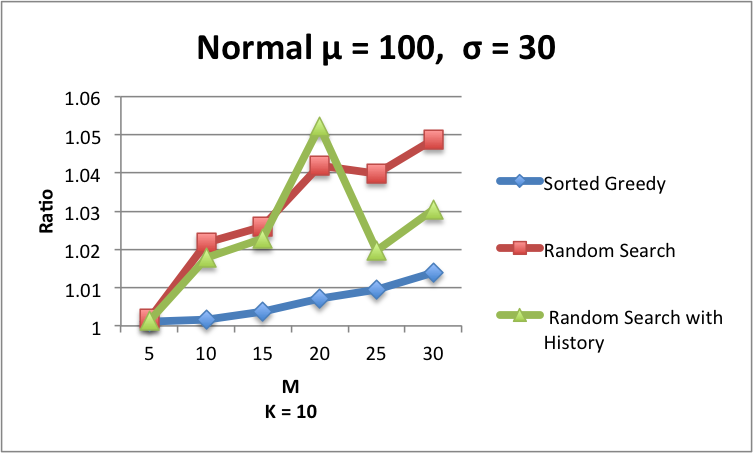 Normal μ = 100,  σ = 30
1.06
1.05
1.04
1.03
1.02
1.01
1
Ratio
5 10 15 20 25 30
M
K = 10
Sorted Greedy
Random Search
Random Search with
History